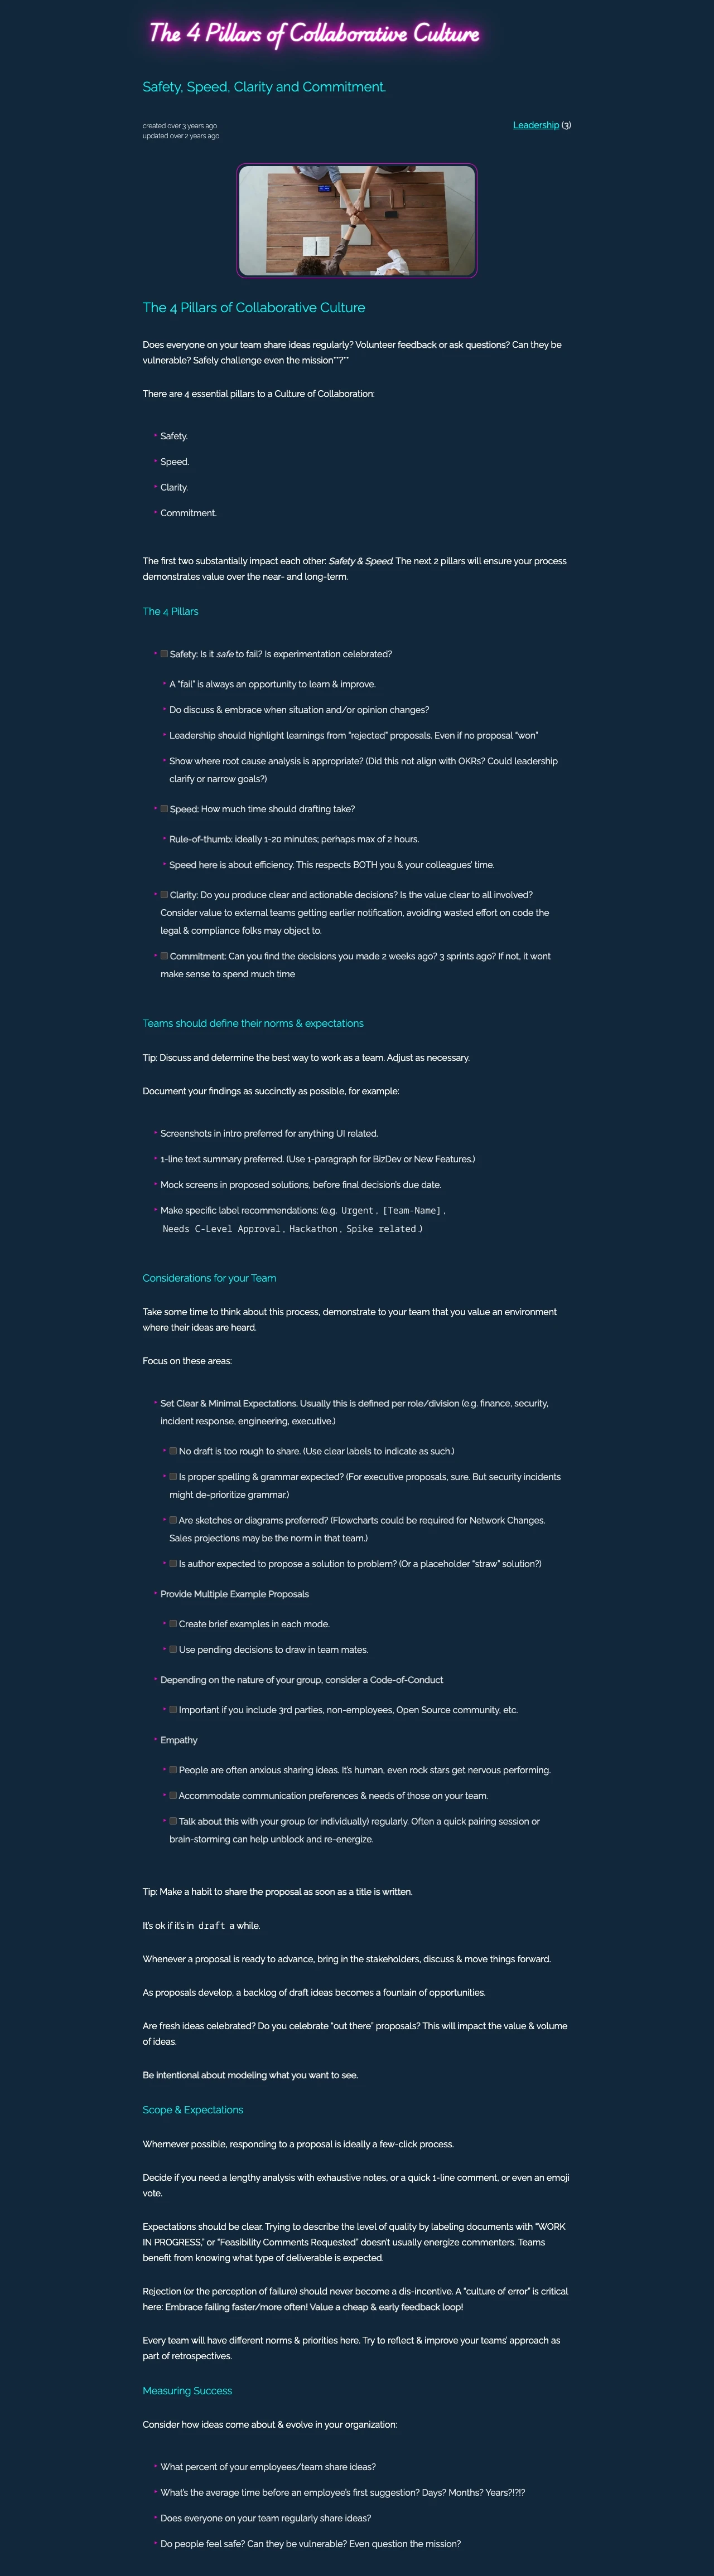 The 4 Pillars of Collaborative Culture
Safety, Speed, Clarity and Commitment.
created over 3 years ago
updated over 2 years ago
Leadership (3)
The 4 Pillars of Collaborative Culture
Does everyone on your team share ideas regularly? Volunteer feedback or ask questions? Can they be
vulnerable? Safely challenge even the mission**?**
There are 4 essential pillars to a Culture of Collaboration:
Safety.
Speed.
Clarity.
Commitment.
The first two substantially impact each other: Safety & Speed. The next 2 pillars will ensure your process
demonstrates value over the near- and long-term.
The 4 Pillars
Safety: Is it safe to fail? Is experimentation celebrated?
A “fail” is always an opportunity to learn & improve.
Do discuss & embrace when situation and/or opinion changes?
Leadership should highlight learnings from “rejected” proposals. Even if no proposal “won”
Show where root cause analysis is appropriate? (Did this not align with OKRs? Could leadership
clarify or narrow goals?)
Speed: How much time should drafting take?
Rule-of-thumb: ideally 1-20 minutes; perhaps max of 2 hours.
Speed here is about efficiency. This respects BOTH you & your colleagues’ time.
Clarity: Do you produce clear and actionable decisions? Is the value clear to all involved?
Consider value to external teams getting earlier notification, avoiding wasted effort on code the
legal & compliance folks may object to.
Commitment: Can you find the decisions you made 2 weeks ago? 3 sprints ago? If not, it wont
make sense to spend much time
Teams should define their norms & expectations
Tip: Discuss and determine the best way to work as a team. Adjust as necessary.
Document your findings as succinctly as possible, for example:
Screenshots in intro preferred for anything UI related.
1-line text summary preferred. (Use 1-paragraph for BizDev or New Features.)
Mock screens in proposed solutions, before final decision’s due date.
Make specific label recommendations: (e.g. Urgent, [Team-Name],
Needs C-Level Approval, Hackathon, Spike related.)
Considerations for your Team
Take some time to think about this process, demonstrate to your team that you value an environment
where their ideas are heard.
Focus on these areas:
Set Clear & Minimal Expectations. Usually this is defined per role/division (e.g. finance, security,
incident response, engineering, executive.)
No draft is too rough to share. (Use clear labels to indicate as such.)
Is proper spelling & grammar expected? (For executive proposals, sure. But security incidents
might de-prioritize grammar.)
Are sketches or diagrams preferred? (Flowcharts could be required for Network Changes.
Sales projections may be the norm in that team.)
Is author expected to propose a solution to problem? (Or a placeholder “straw” solution?)
Provide Multiple Example Proposals
Create brief examples in each mode.
Use pending decisions to draw in team mates.
Depending on the nature of your group, consider a Code-of-Conduct
Important if you include 3rd parties, non-employees, Open Source community, etc.
Empathy
People are often anxious sharing ideas. It’s human, even rock stars get nervous performing.
Accommodate communication preferences & needs of those on your team.
Talk about this with your group (or individually) regularly. Often a quick pairing session or
brain-storming can help unblock and re-energize.
Tip: Make a habit to share the proposal as soon as a title is written.
It’s ok if it’s in draft a while.
Whenever a proposal is ready to advance, bring in the stakeholders, discuss & move things forward.
As proposals develop, a backlog of draft ideas becomes a fountain of opportunities.
Are fresh ideas celebrated? Do you celebrate “out there” proposals? This will impact the value & volume
of ideas.
Be intentional about modeling what you want to see.
Scope & Expectations
Whernever possible, responding to a proposal is ideally a few-click process.
Decide if you need a lengthy analysis with exhaustive notes, or a quick 1-line comment, or even an emoji
vote.
Expectations should be clear. Trying to describe the level of quality by labeling documents with “WORK
IN PROGRESS,” or “Feasibility Comments Requested” doesn’t usually energize commenters. Teams
benefit from knowing what type of deliverable is expected.
Rejection (or the perception of failure) should never become a dis-incentive. A “culture of error” is critical
here: Embrace failing faster/more often! Value a cheap & early feedback loop!
Every team will have different norms & priorities here. Try to reflect & improve your teams’ approach as
part of retrospectives.
Measuring Success
Consider how ideas come about & evolve in your organization:
What percent of your employees/team share ideas?
What’s the average time before an employee’s first suggestion? Days? Months? Years?!?!?
Does everyone on your team regularly share ideas?
Do people feel safe? Can they be vulnerable? Even question the mission?